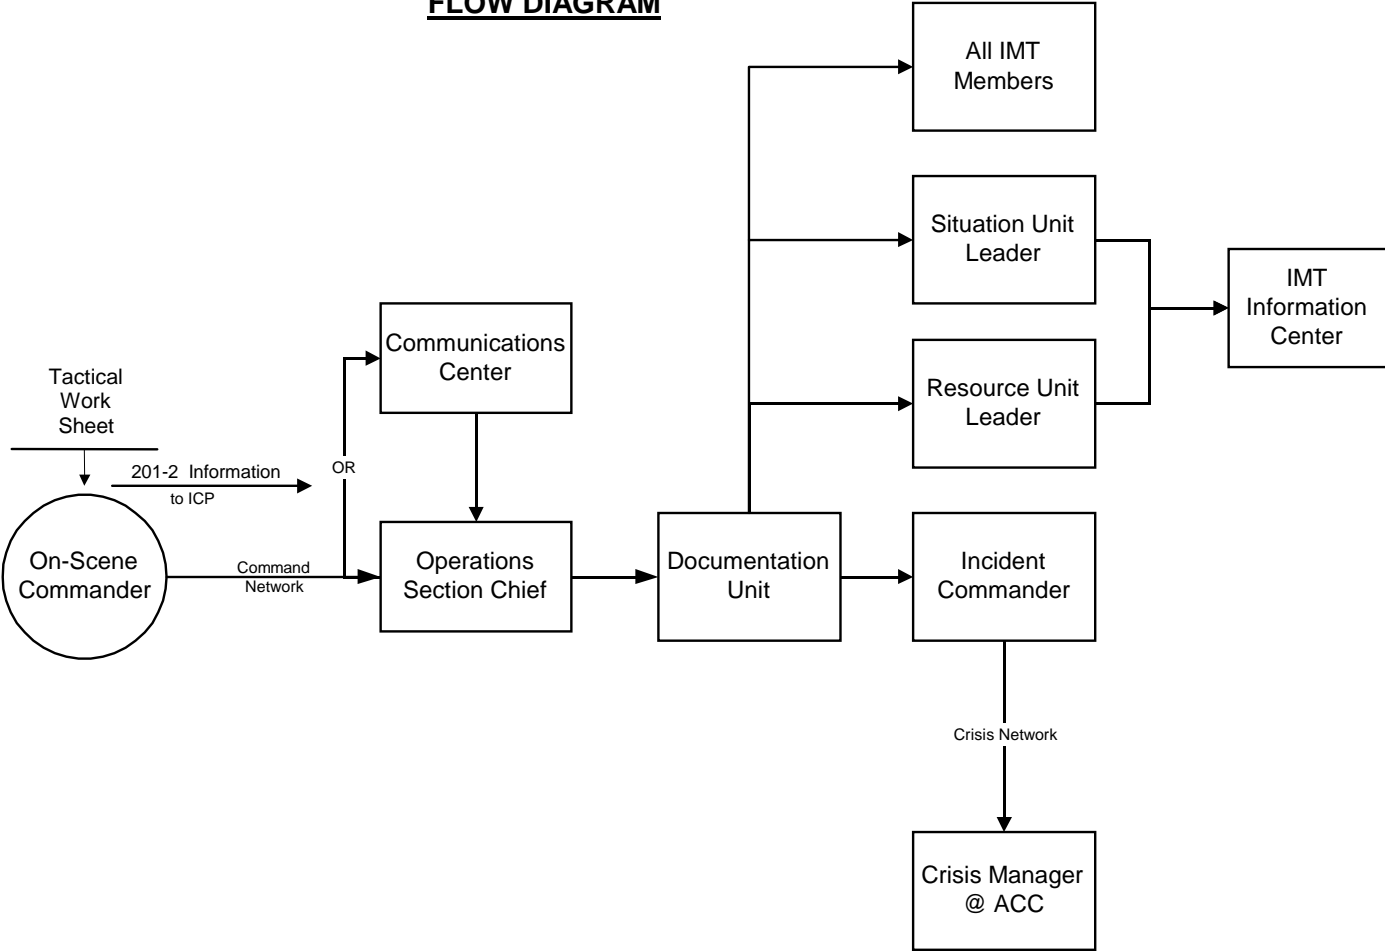 FLOW DIAGRAM
All IMT
Members
Situation Unit
Leader
IMT
Information
Center
Communications
Center
Resource Unit
Leader
Tactical
Work
Sheet
OR
201-2 Information
to ICP
On-Scene
Commander
Command
Network
Operations
Section Chief
Documentation
Unit
Incident
Commander
Crisis Network
Crisis Manager
@ ACC